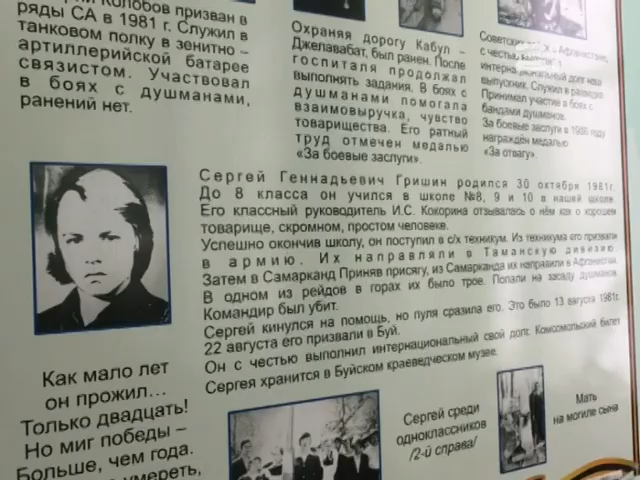 Колобов призван в
ряды СА в 1981 г. Служил в
танковом полку в зенитно –
артиллерийской батарее
связистом. Участвовал
в боях с душманами,
ранений нет.
Охраняя дорогу Кабул –
Джелавабат, был ранен. После
госпиталя продолжал
выполнять задания. В боях с
душманами помогала
взаимовыручка, чувство
товарищества. Его ратный
труд отмечен медалью
«За боевые заслуги».
Афганистане,
с честью
долг наш
выпускник. Служил в разведке
Принимал участие в боях с
бандами душманов.
За боевые заслуги в 1986 году
награждён медалью
«За отвагу».
Сергей Геннадьевич Гришин родился 30 октября 1961г.
До 8 класса он учился в школе №8, 9 и 10 в нашей школе.
Его классный руководитель И.С. Кокорина отзывалась о нём как о хорошем
товарище, скромном, простом человеке.
Успешно окончив школу, он поступил в с/х техникум. Из техникума его призвали
в армию. Их направляли в Таманскую дивизию.
Затем в Самарканд Приняв присягу, из Самарканда их направили в Афганистан.
В одном из рейдов в горах их было трое. Попали на засаду душманов.
Командир был убит.
Сергей кинулся на помощь, но пуля сразила его. Это было 13 августа 1981г.
22 августа его призвали в Буй.
Он с честью выполнил интернациональный свой долг. Комсомольский билет
Сергея хранится в Буйском краеведческом музее.
Как мало лет
он прожил...
Только двадцать!
Но миг победы –
Больше, чем года.
умереть,
Сергей среди
одноклассников
/2-й справа/
Мать
на могиле сына